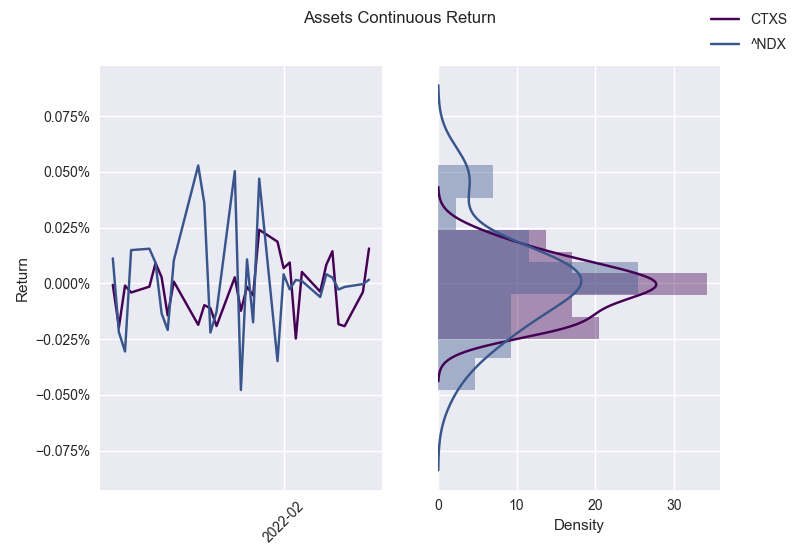 Assets Continuous Return
CTXS
^NDX
0.075%
0.050%
0.025%
0.000%
−0.025%
−0.050%
−0.075%
Return
2022-02
0 10 20 30
Density